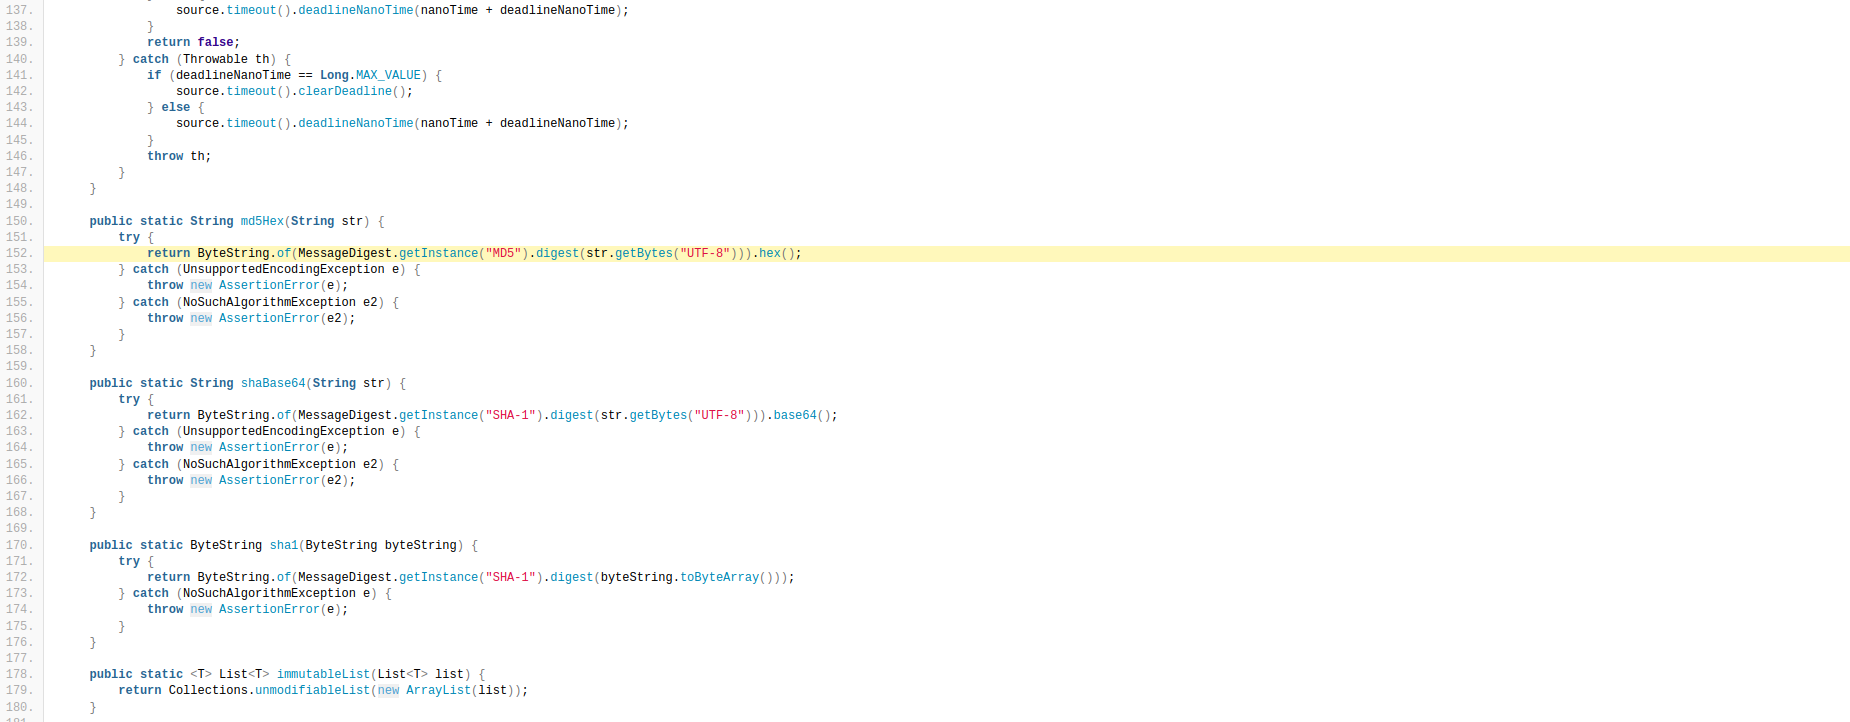 137. source.timeout().deadlineNanoTime(nanoTime + deadlineNanoTime);
138. }
139. return false;
140. } catch (Throwable th) {
141. if (deadlineNanoTime == Long.MAX_VALUE) {
142. source.timeout().clearDeadline();
143. } else {
144. source.timeout().deadlineNanoTime(nanoTime + deadlineNanoTime);
145. }
146. throw th;
147. }
148. }
149.
150. public static String md5Hex(String str) {
151. try {
152. return ByteString.of(MessageDigest.getInstance("MD5").digest(str.getBytes("UTF-8"))).hex();
153. } catch (UnsupportedEncodingException e) {
154. throw new AssertionError(e);
155. } catch (NoSuchAlgorithmException e2) {
156. throw new AssertionError(e2);
157. }
158. }
159.
160. public static String shaBase64(String str) {
161. try {
162. return ByteString.of(MessageDigest.getInstance("SHA-1").digest(str.getBytes("UTF-8"))).base64();
163. } catch (UnsupportedEncodingException e) {
164. throw new AssertionError(e);
165. } catch (NoSuchAlgorithmException e2) {
166. throw new AssertionError(e2);
167. }
168. }
169.
170. public static ByteString sha1(ByteString byteString) {
171. try {
172. return ByteString.of(MessageDigest.getInstance("SHA-1").digest(byteString.toByteArray()));
173. } catch (NoSuchAlgorithmException e) {
174. throw new AssertionError(e);
175. }
176. }
177.
178. public static <T> List<T> immutableList(List<T> list) {
179. return Collections.unmodifiableList(new ArrayList(list));
180. }